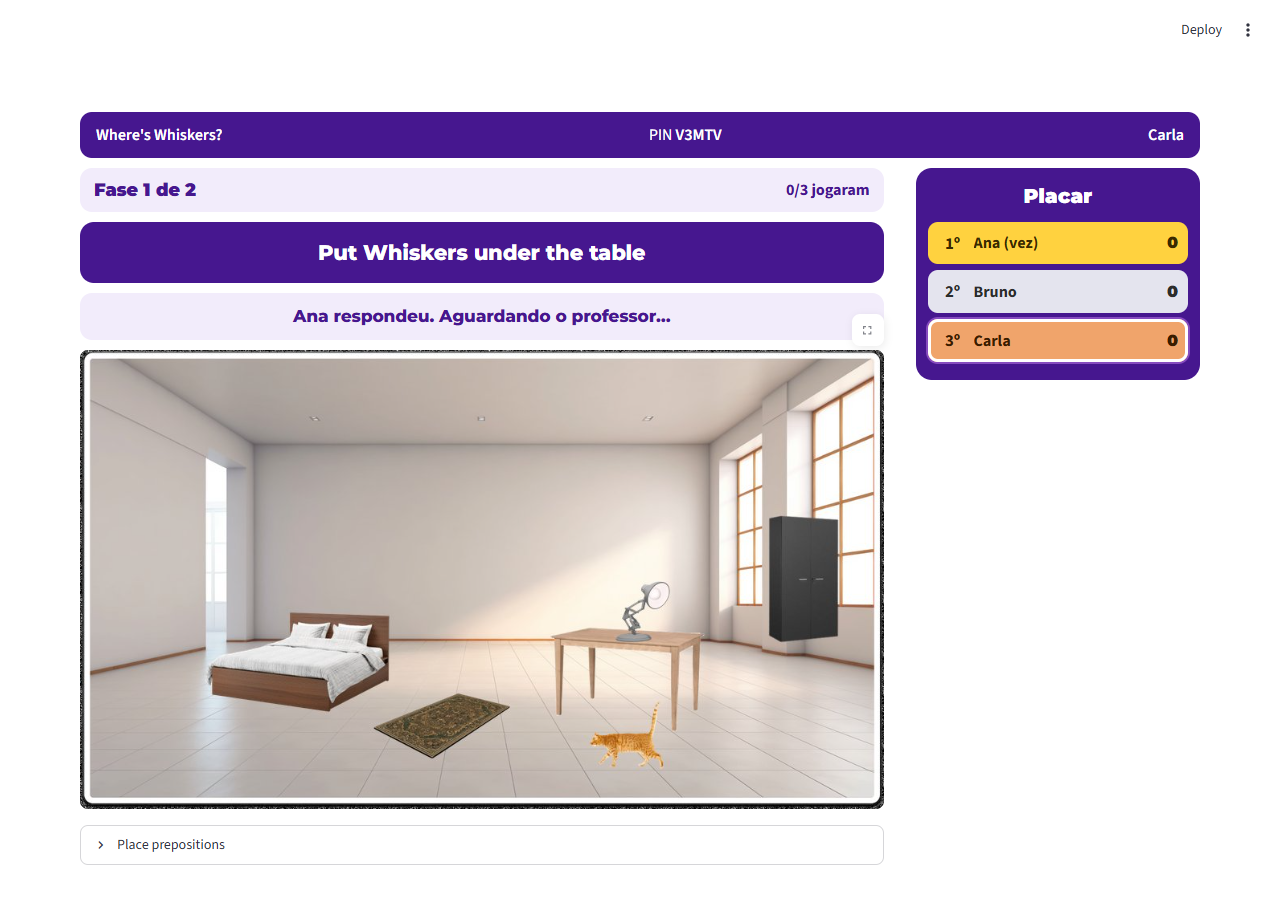 Deploy
Where's Whiskers?
PIN V3MTV
Carla
Fase 1 de 2
0/3 jogaram
Put Whiskers under the table
Ana respondeu. Aguardando o professor...
Placar
1º Ana (vez) 0
2º Bruno 0
3º Carla 0
Place prepositions